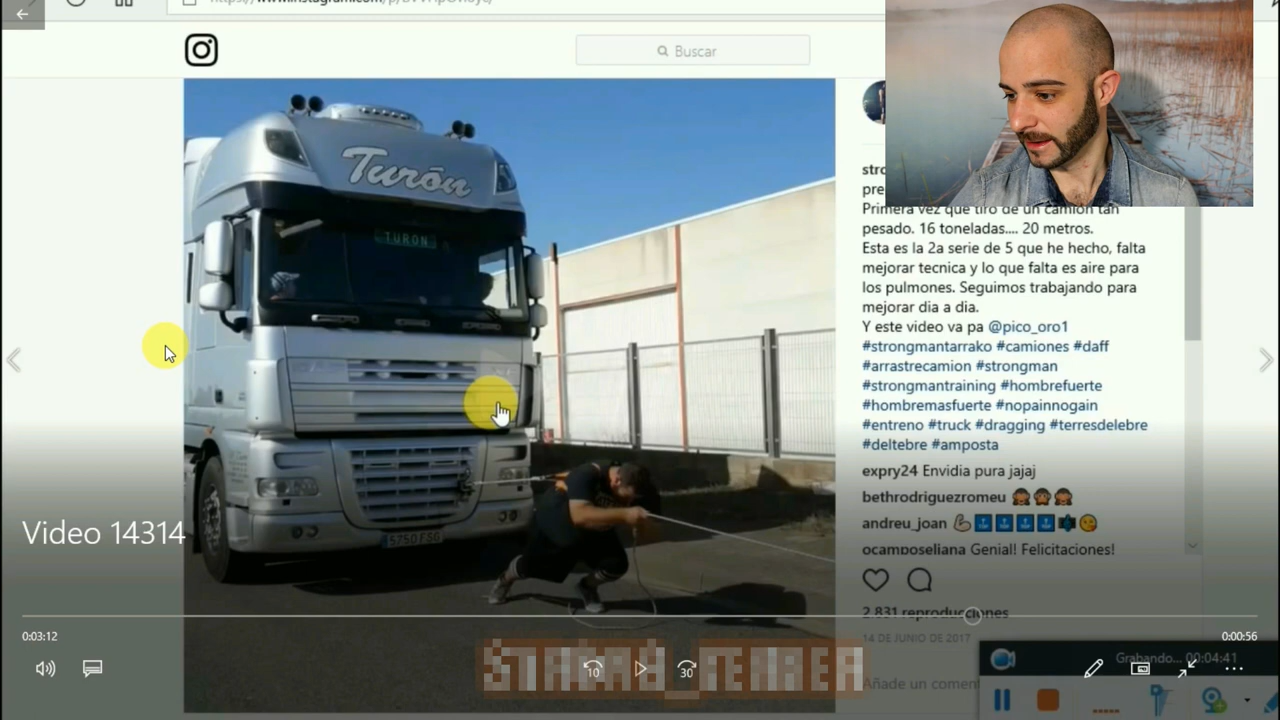 Buscar
Turón
TURON
Primera vez que tiro de un camion tan
pesado. 16 toneladas.... 20 metros.
Esta es la 2a serie de 5 que he hecho, falta
mejorar tecnica y lo que falta es aire para
los pulmones. Seguimos trabajando para
mejorar dia a dia.
Y este video va pa @pico_oro1
#strongmantarrako #camiones #daff
#arrastrecamion #strongman
#strongmantraining #hombrefuerte
#hombremasfuerte #nopainnogain
#entreno #truck #dragging #terresdelebre
#deltebre #amposta
expry24 Envidia pura jajaj
bethrodriguezromeu
andreu_joan
ocamposeliana Genial! Felicitaciones!
2.831 reproducciones
14 DE JUNIO DE 2017
Añade un coment
Video 14314
5750 FSG
0:03:12
0:00:56
10
30
Grabando... 00:04:41